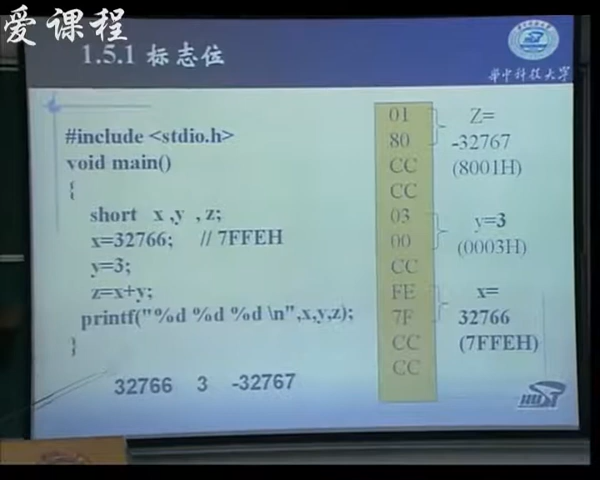 爱课程
1.5.1 标志位
华中科技大学
#include <stdio.h>
void main()
{
short x ,y , z;
x=32766; // 7FFEH
y=3;
z=x+y;
printf("%d %d %d \n",x,y,z);
}
32766 3 -32767
01
80
CC
CC
03
00
CC
FE
7F
CC
CC
Z=
-32767
(8001H)
y=3
(0003H)
x=
32766
(7FFEH)